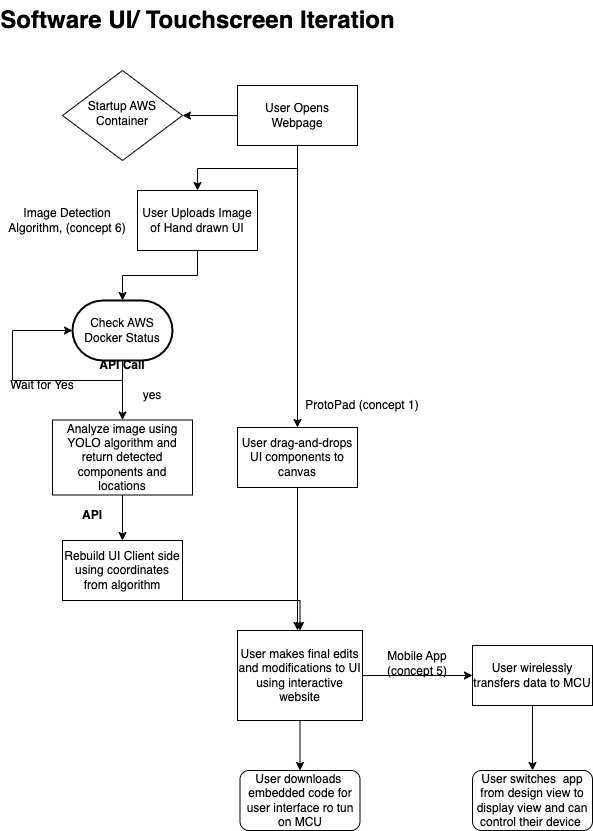 Software UI/ Touchscreen Iteration
Startup AWS
Container
User Opens
Webpage
Image Detection
Algorithm, (concept 6)
User Uploads Image
of Hand drawn UI
Check AWS
Docker Status
API Call
Wait for Yes
yes
ProtoPad (concept 1)
Analyze image using
YOLO algorithm and
return detected
components and
locations
User drag-and-drops
UI components to
canvas
API
Rebuild UI Client side
using coordinates
from algorithm
User makes final edits
and modifications to UI
using interactive
website
Mobile App
(concept 5)
User wirelessly
transfers data to MCU
User downloads
embedded code for
user interface ro tun
on MCU
User switches app
from design view to
display view and can
control their device